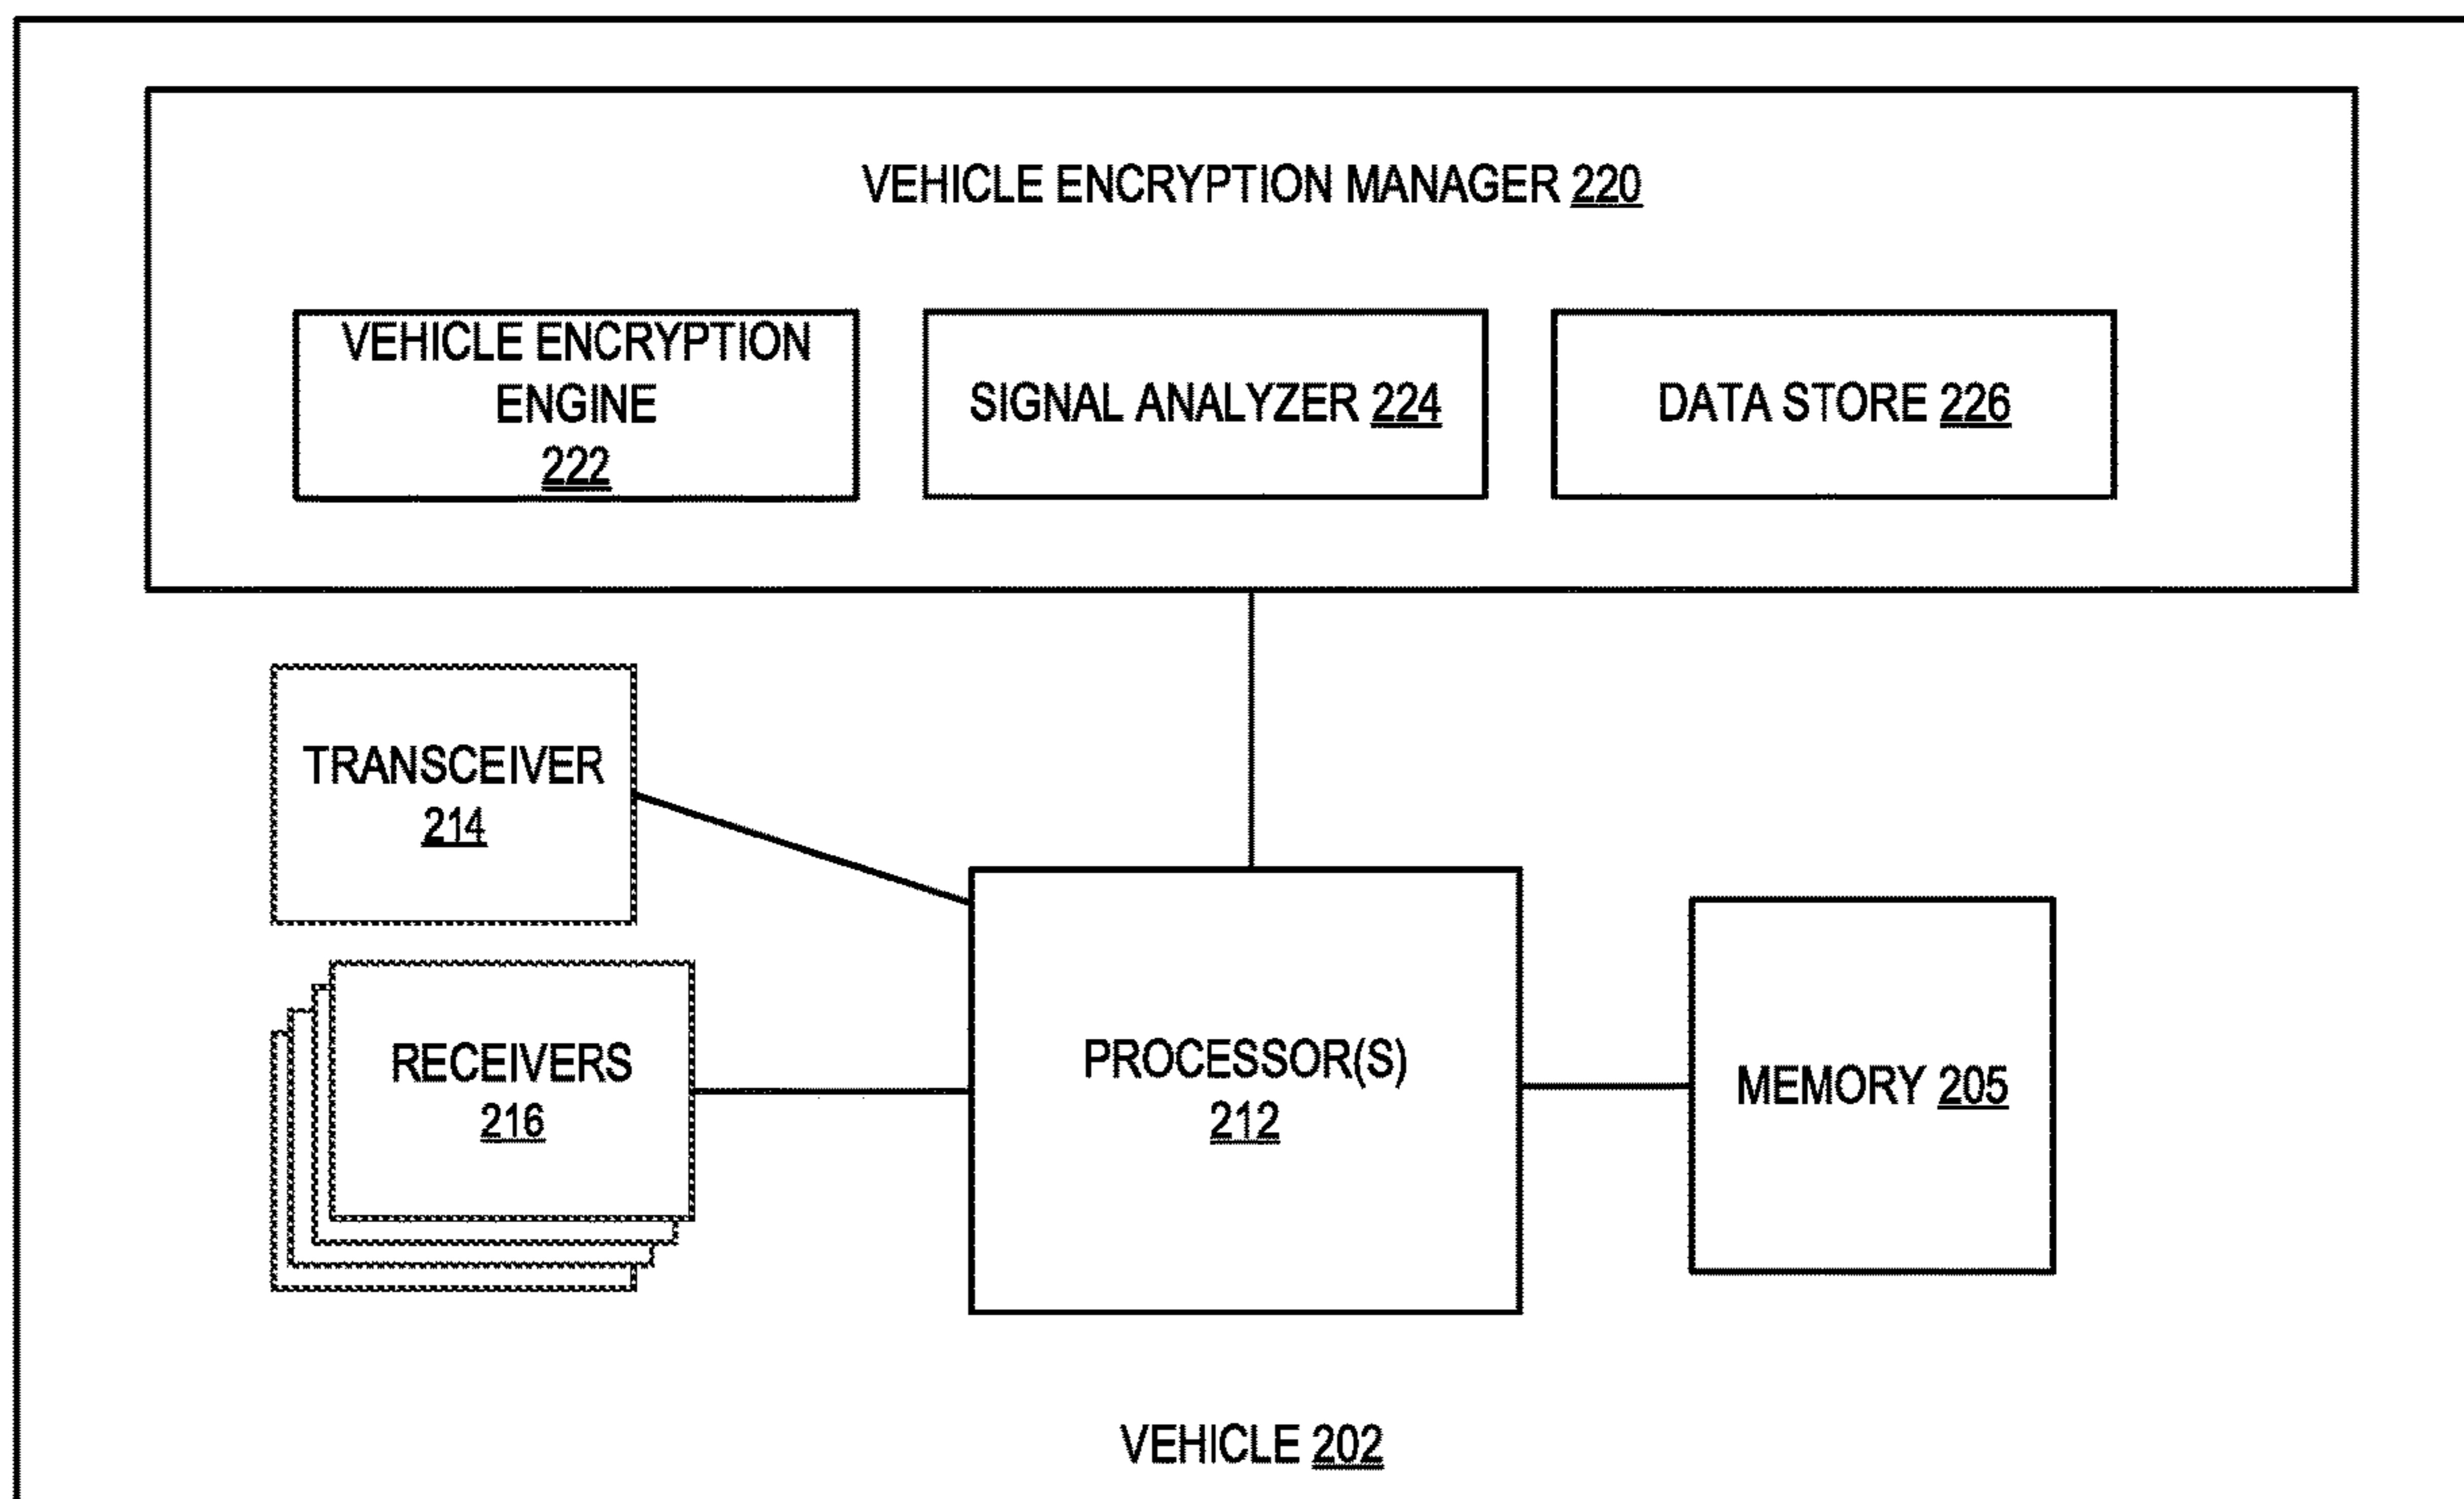 VEHICLE ENCRYPTION MANAGER 220
VEHICLE ENCRYPTION
ENGINE
222
SIGNAL ANALYZER 224
DATA STORE 226
TRANSCEIVER
214
RECEIVERS
216
PROCESSOR(S)
212
MEMORY 205
VEHICLE 202